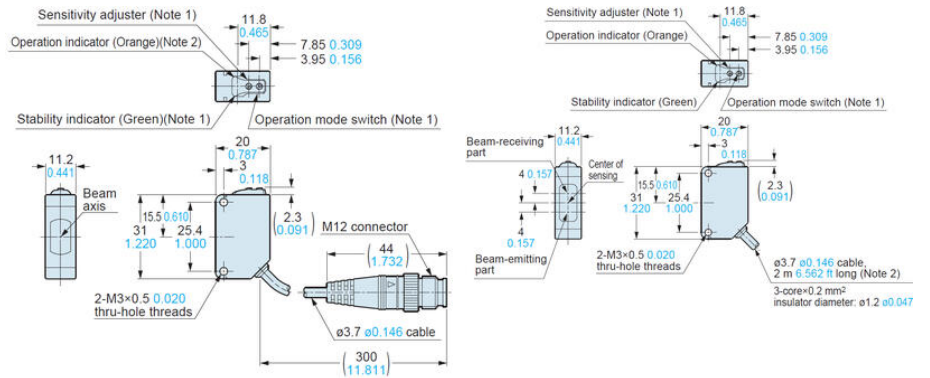 Sensitivity adjuster (Note 1)
11.8
0.465
Operation indicator (Orange)(Note 2)
7.85 0.309
3.95 0.156
Stability indicator (Green)(Note 1)
Operation mode switch (Note 1)
11.2
0.441
20
0.787
3
0.118
Beam
axis
15.5 0.610
31
1.220
25.4
1.000
(2.3
0.091)
M12 connector
(44
1.732)
2-M3×0.5 0.020
thru-hole threads
ø3.7 ø0.146 cable
(300
11.811)
Sensitivity adjuster (Note 1)
11.8
0.465
Operation indicator (Orange)
7.85 0.309
3.95 0.156
Stability indicator (Green)
Operation mode switch (Note 1)
11.2
0.441
20
0.787
3
0.118
Beam-receiving
part
Center of
sensing
4 0.157
15.5 0.610
31
1.220
25.4
1.000
(2.3
0.091)
4
0.157
Beam-emitting
part
2-M3×0.5 0.020
thru-hole threads
ø3.7 ø0.146 cable,
2 m 6.562 ft long (Note 2)
3-core×0.2 mm²
insulator diameter: ø1.2 ø0.047